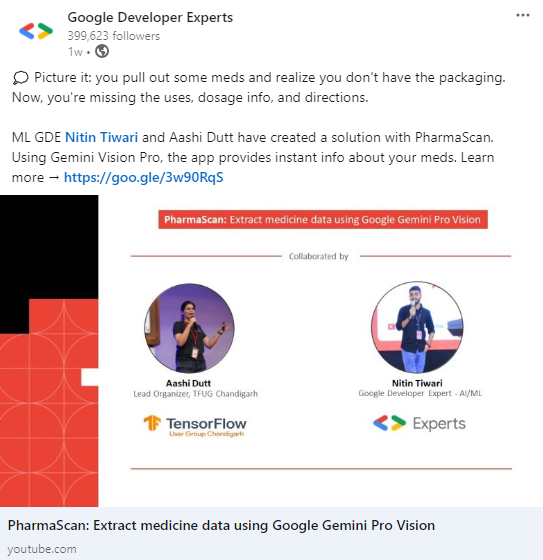 Google Developer Experts
399,623 followers
1w •
Picture it: you pull out some meds and realize you don't have the packaging.
Now, you're missing the uses, dosage info, and directions.
ML GDE Nitin Tiwari and Aashi Dutt have created a solution with PharmaScan.
Using Gemini Vision Pro, the app provides instant info about your meds. Learn
more → https://goo.gle/3w90RqS
PharmaScan: Extract medicine data using Google Gemini Pro Vision
Collaborated by
Aashi Dutt
Lead Organizer, TFUG Chandigarh
TensorFlow
User Group Chandigarh
Nitin Tiwari
Google Developer Expert - AI/ML
Experts
PharmaScan: Extract medicine data using Google Gemini Pro Vision
youtube.com